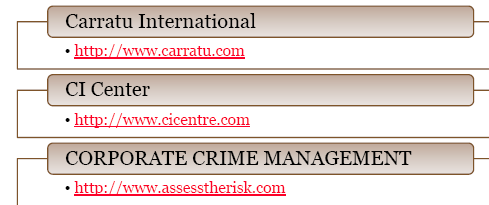 Carratu International
• http://www.carratu.com
CI Center
• http://www.cicentre.com
CORPORATE CRIME MANAGEMENT
• http://www.assesstherisk.com